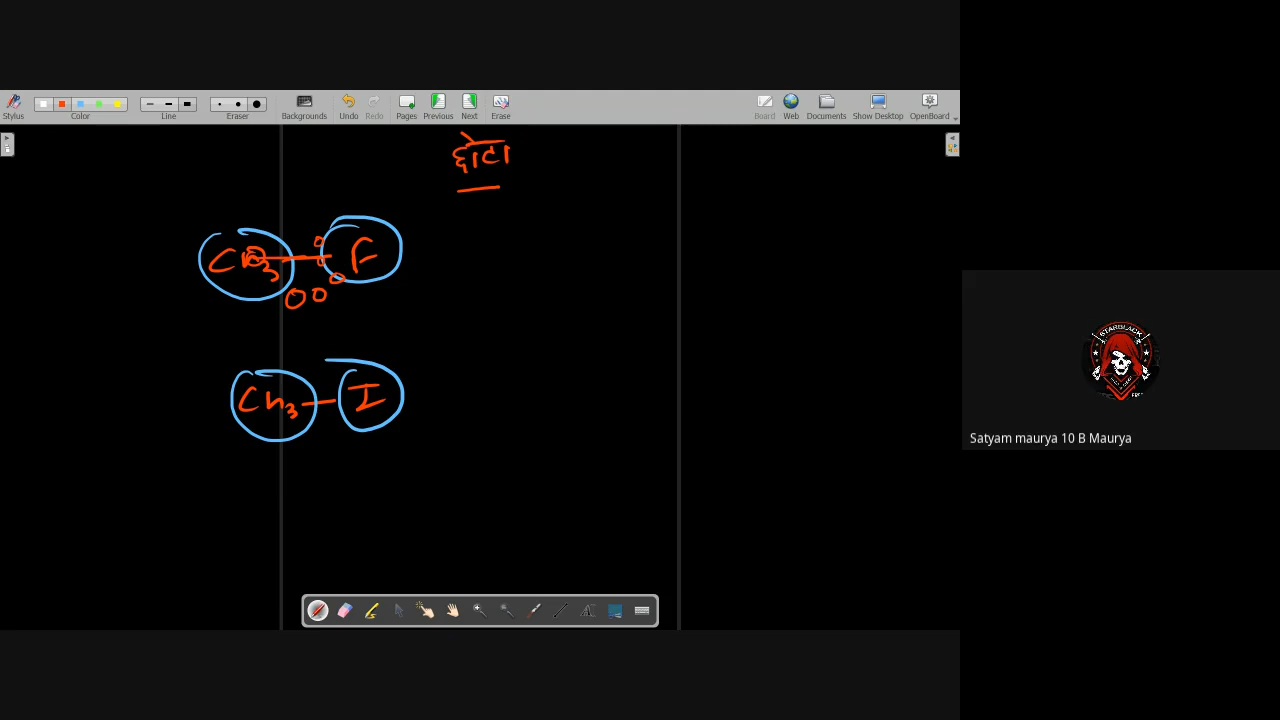 Stylus
Color
Line
Eraser
Backgrounds
Undo
Redo
Pages
Previous
Next
Erase
Board
Web
Documents
Show Desktop
OpenBoard
CH3 — F
CH3 — I
STARBLACK
Satyam maurya 10 B Maurya